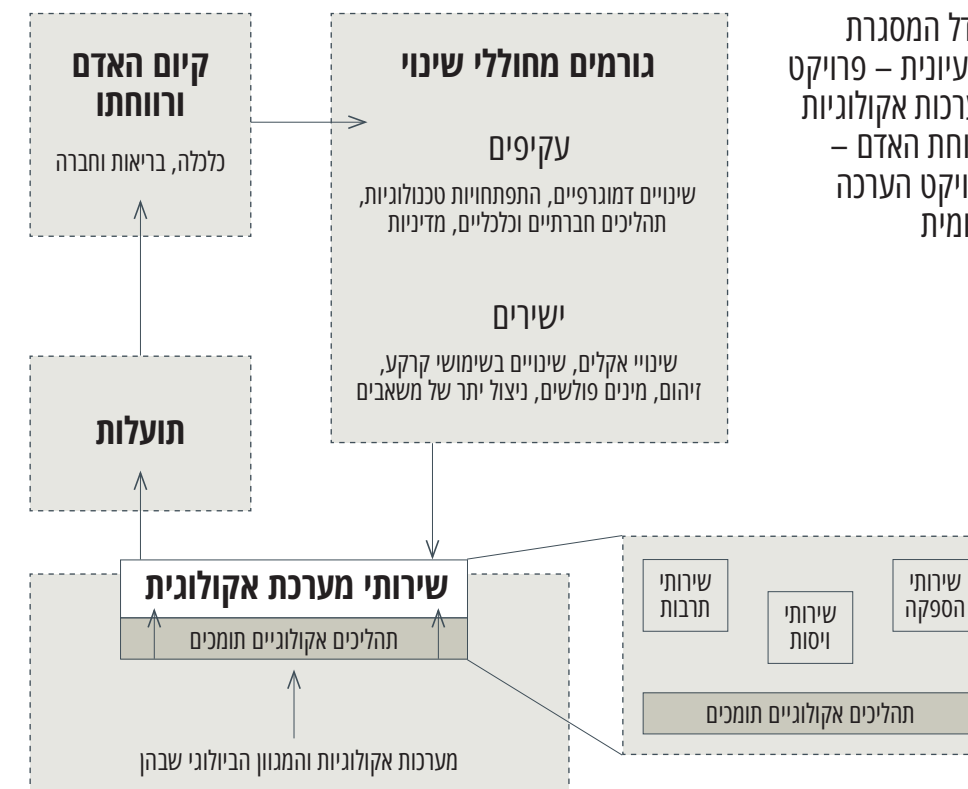 דל המסגרת
עיונית – פרויקט
ערכות אקולוגיות
וחת האדם –
ויקט הערכה
ומית
גורמים מחוללי שינוי
עקיפים
שינויים דמוגרפיים, התפתחויות טכנולוגיות,
תהליכים חברתיים וכלכליים, מדיניות
ישירים
שינויי אקלים, שינויים בשימושי קרקע,
זיהום, מינים פולשים, ניצול יתר של משאבים
קיום האדם
ורווחתו
כלכלה, בריאות וחברה
תועלות
שירותי מערכת אקולוגית
תהליכים אקולוגיים תומכים
מערכות אקולוגיות והמגוון הביולוגי שבהן
שירותי
הספקה
שירותי
ויסות
שירותי
תרבות
תהליכים אקולוגיים תומכים